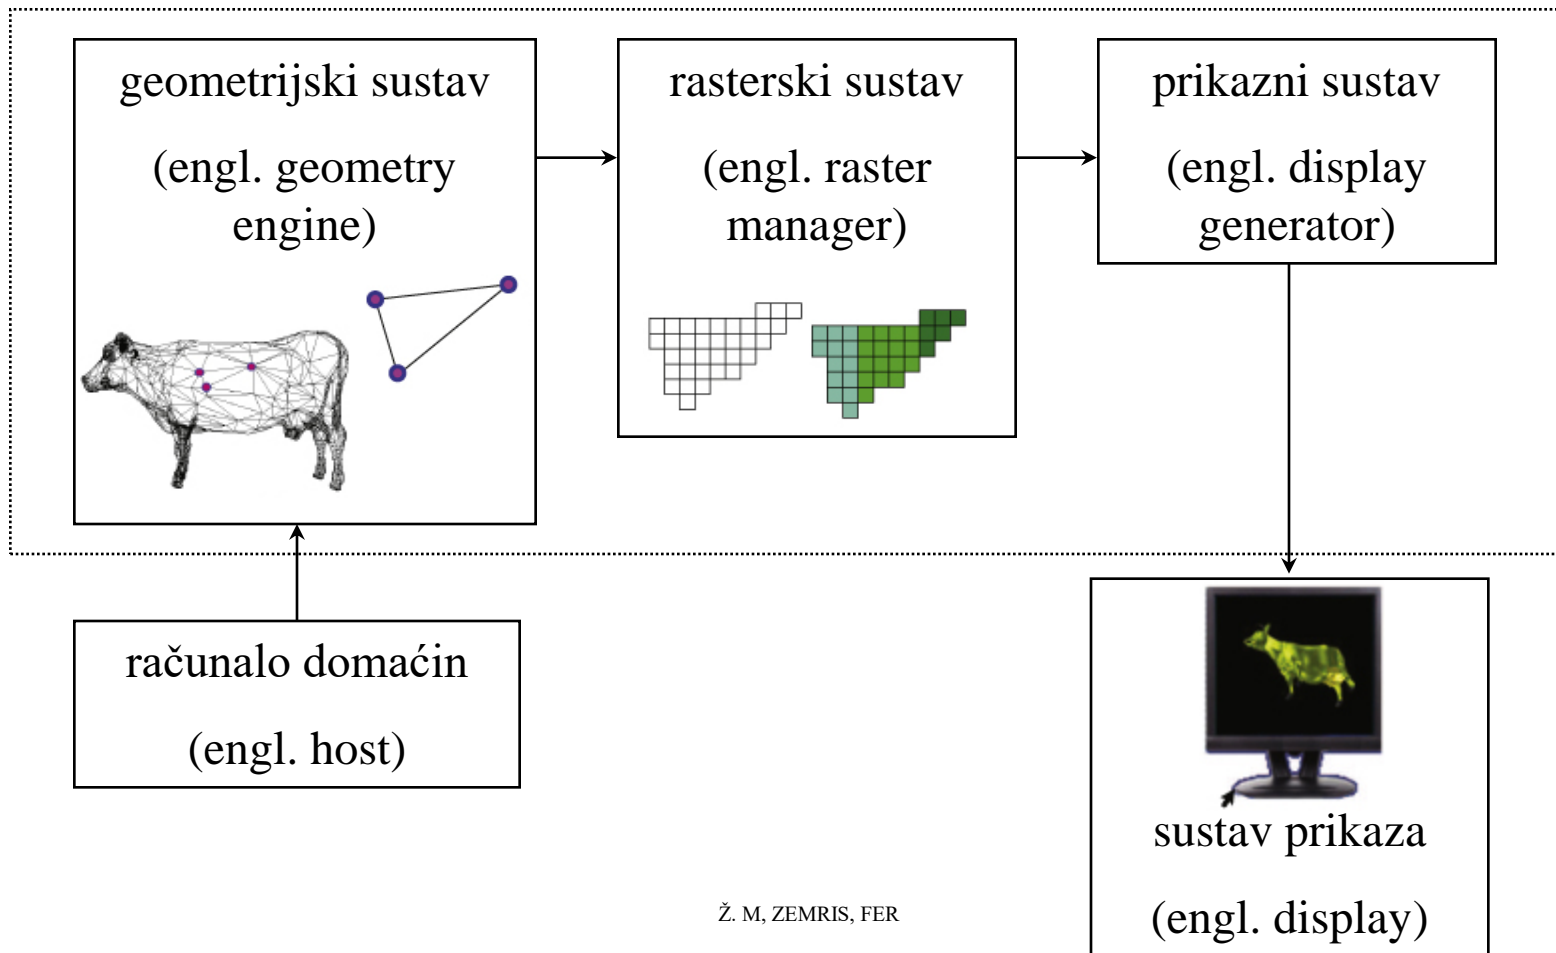 geometrijski sustav
(engl. geometry
engine)
rasterski sustav
(engl. raster
manager)
prikazni sustav
(engl. display
generator)
računalo domaćin
(engl. host)
sustav prikaza
(engl. display)
Ž. M, ZEMRIS, FER